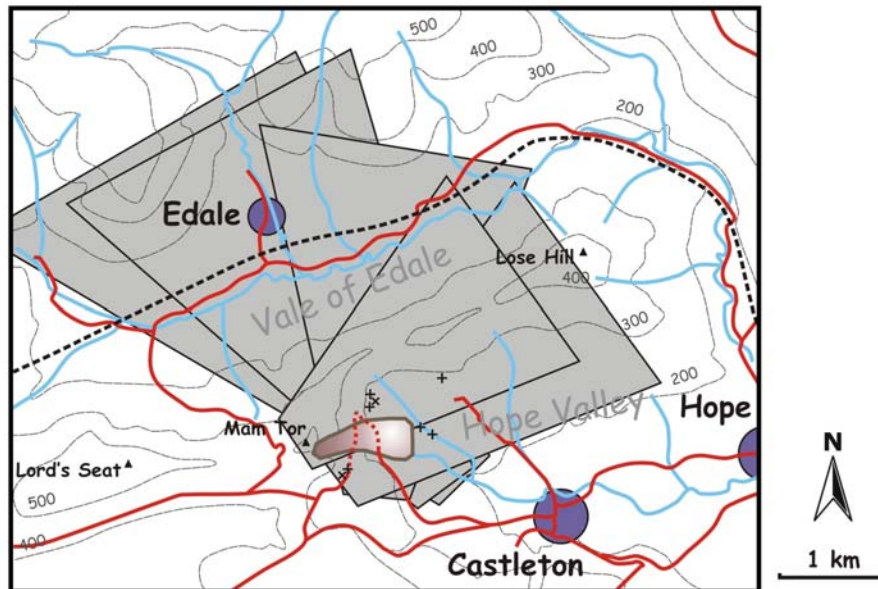 500
400
300
200
Edale
Vale of Edale
Lose Hill
400
300
200
Hope Valley
Hope
Mam Tor
Lord's Seat
500
400
Castleton
N
1 km